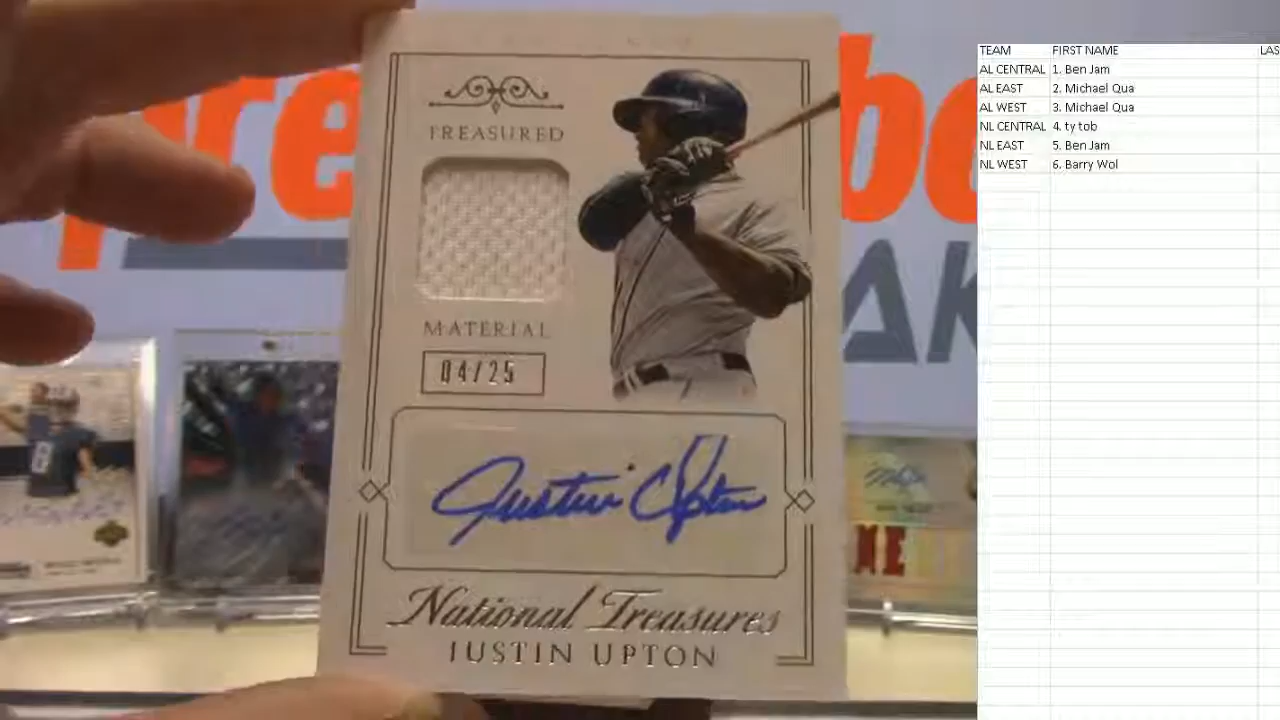 TREASURED
MATERIAL
04/25
Justin Upton
National Treasures
JUSTIN UPTON
8
TEAM FIRST NAME LAS
AL CENTRAL 1. Ben Jam
AL EAST 2. Michael Qua
AL WEST 3. Michael Qua
NL CENTRAL 4. ty tob
NL EAST 5. Ben Jam
NL WEST 6. Barry Wol